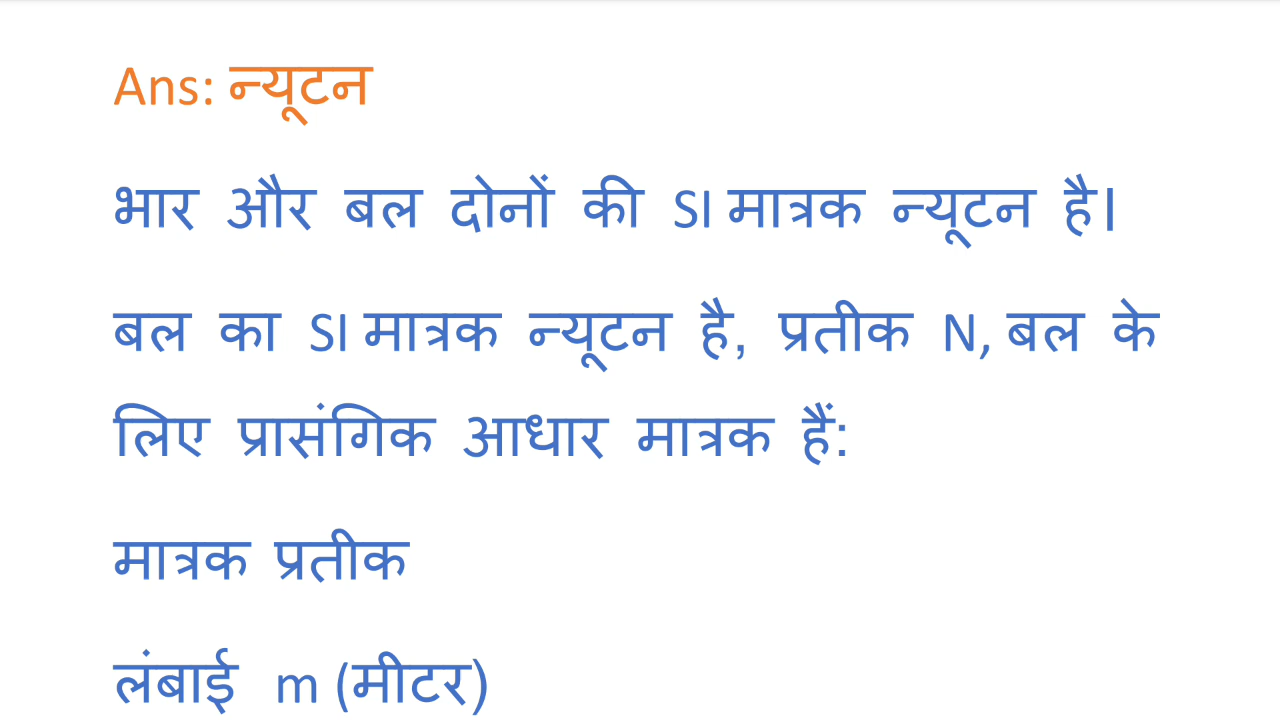 Ans: न्यूटन
भार और बल दोनों की SI मात्रक न्यूटन है।
बल का SI मात्रक न्यूटन है, प्रतीक N, बल के
लिए प्रासंगिक आधार मात्रक हैं:
मात्रक प्रतीक
लंबाई m (मीटर)